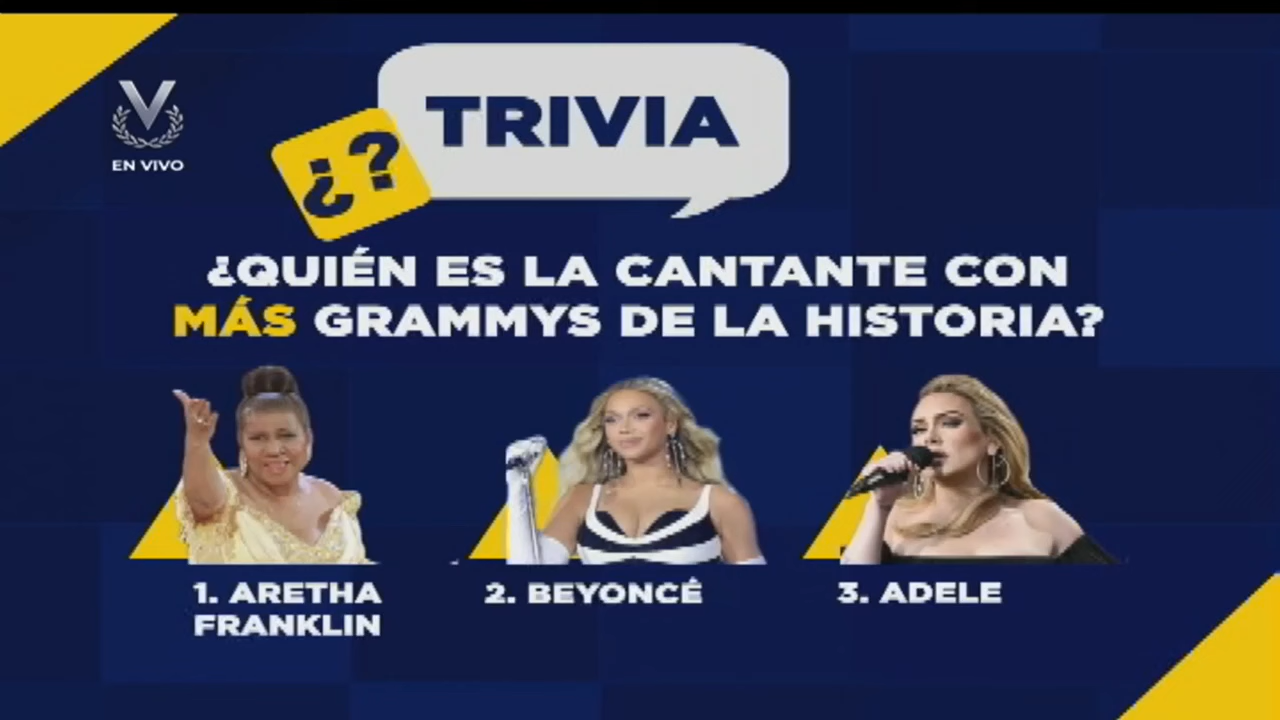 TRIVIA
¿?
V
EN VIVO
¿QUIÉN ES LA CANTANTE CON
MÁS GRAMMYS DE LA HISTORIA?
1. ARETHA
FRANKLIN
2. BEYONCÉ
3. ADELE